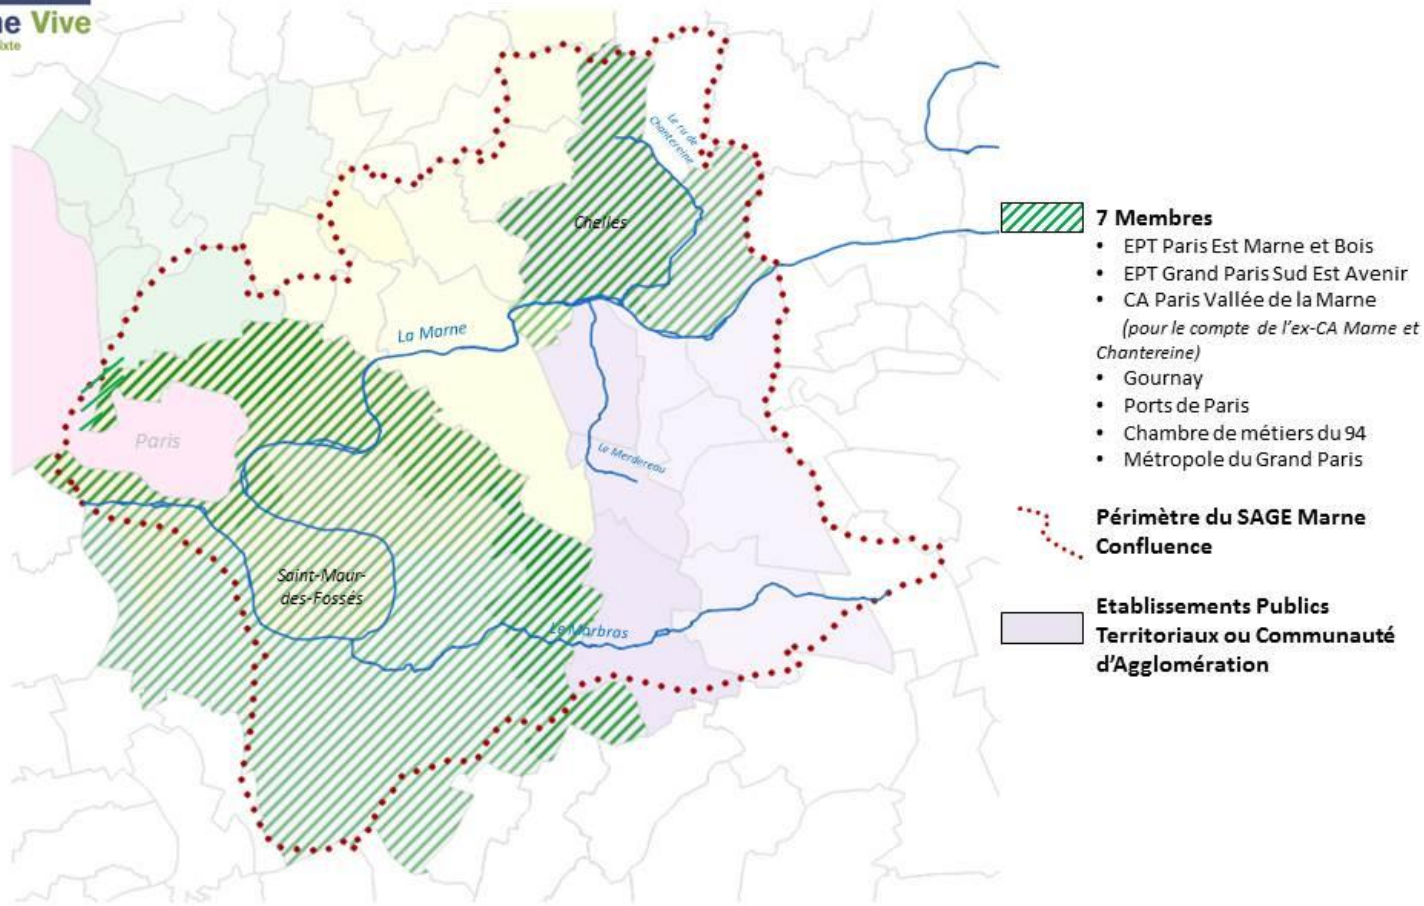 ne Vive
ixte
Le ru de
Chantereine
Chelles
La Marne
Paris
Le Merdereau
Saint-Maur-
des-Fossés
Le Morbras
7 Membres
• EPT Paris Est Marne et Bois
• EPT Grand Paris Sud Est Avenir
• CA Paris Vallée de la Marne
(pour le compte de l’ex-CA Marne et
Chantereine)
• Gournay
• Ports de Paris
• Chambre de métiers du 94
• Métropole du Grand Paris
Périmètre du SAGE Marne
Confluence
Etablissements Publics
Territoriaux ou Communauté
d’Agglomération